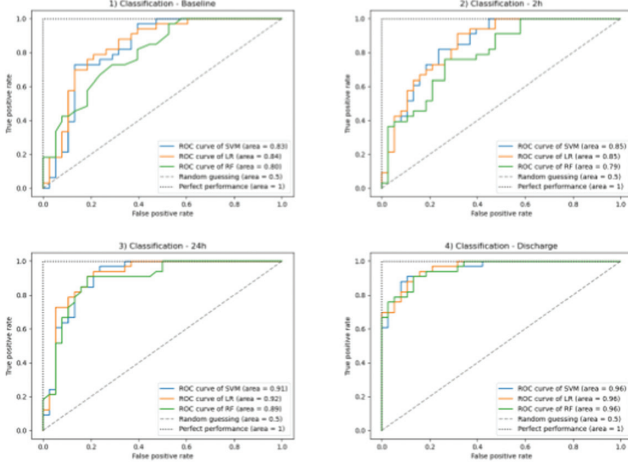 1) Classification - Baseline
True positive rate
1.0
0.8
0.6
0.4
0.2
0.0
ROC curve of SVM (area = 0.83)
ROC curve of LR (area = 0.84)
ROC curve of RF (area = 0.80)
Random guessing (area = 0.5)
Perfect performance (area = 1)
0.0 0.2 0.4 0.6 0.8 1.0
False positive rate
2) Classification - 2h
True positive rate
1.0
0.8
0.6
0.4
0.2
0.0
ROC curve of SVM (area = 0.85)
ROC curve of LR (area = 0.85)
ROC curve of RF (area = 0.79)
Random guessing (area = 0.5)
Perfect performance (area = 1)
0.0 0.2 0.4 0.6 0.8 1.0
False positive rate
3) Classification - 24h
True positive rate
1.0
0.8
0.6
0.4
0.2
0.0
ROC curve of SVM (area = 0.91)
ROC curve of LR (area = 0.92)
ROC curve of RF (area = 0.89)
Random guessing (area = 0.5)
Perfect performance (area = 1)
0.0 0.2 0.4 0.6 0.8 1.0
False positive rate
4) Classification - Discharge
True positive rate
1.0
0.8
0.6
0.4
0.2
0.0
ROC curve of SVM (area = 0.96)
ROC curve of LR (area = 0.96)
ROC curve of RF (area = 0.96)
Random guessing (area = 0.5)
Perfect performance (area = 1)
0.0 0.2 0.4 0.6 0.8 1.0
False positive rate